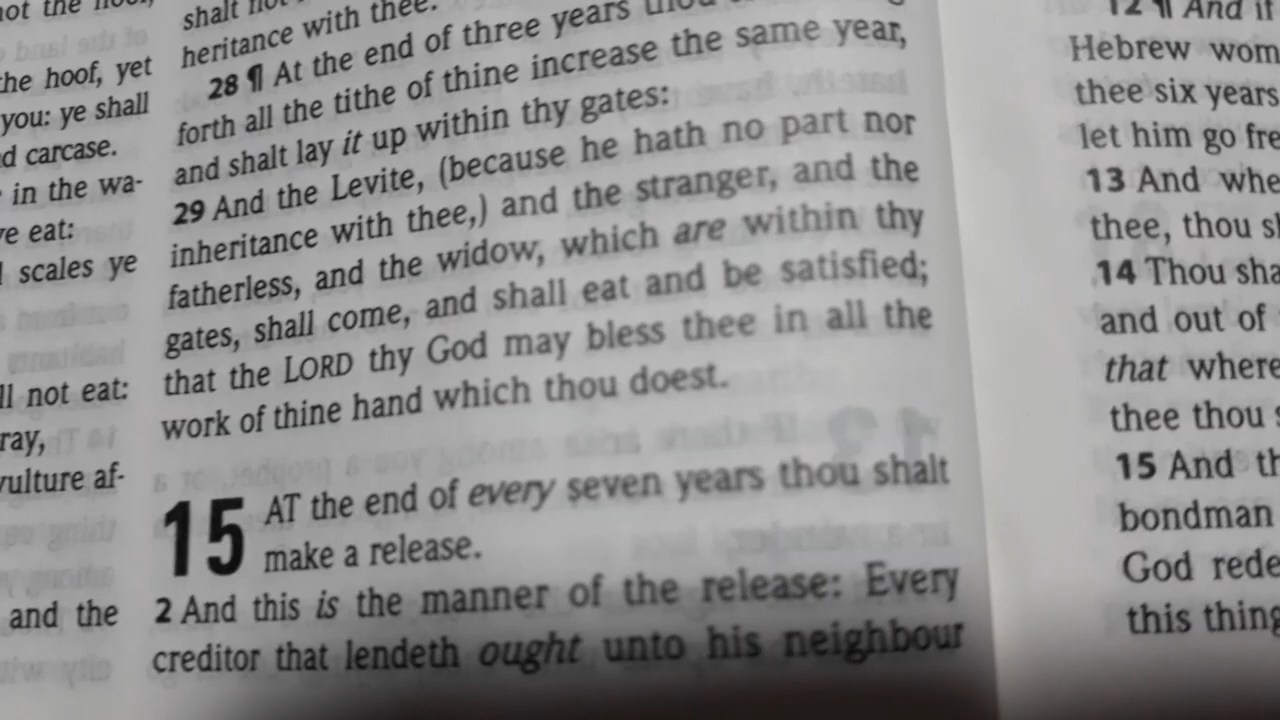 not the
the hoof, yet
you: ye shall
d carcase.
in the wa-
ve eat:
scales ye
ll not eat:
ray,
vulture af-
and the
shalt
heritance with thee.
28 ¶ At the end of three years thou
forth all the tithe of thine increase the same year,
and shalt lay it up within thy gates:
29 And the Levite, (because he hath no part nor
inheritance with thee,) and the stranger, and the
fatherless, and the widow, which are within thy
gates, shall come, and shall eat and be satisfied;
that the LORD thy God may bless thee in all the
work of thine hand which thou doest.
15 AT the end of every seven years thou shalt
make a release.
2 And this is the manner of the release: Every
creditor that lendeth ought unto his neighbour
12 ¶ And if
Hebrew wom
thee six years
let him go fre
13 And whe
thee, thou sh
14 Thou sha
and out of
that where
thee thou s
15 And th
bondman
God rede
this thing